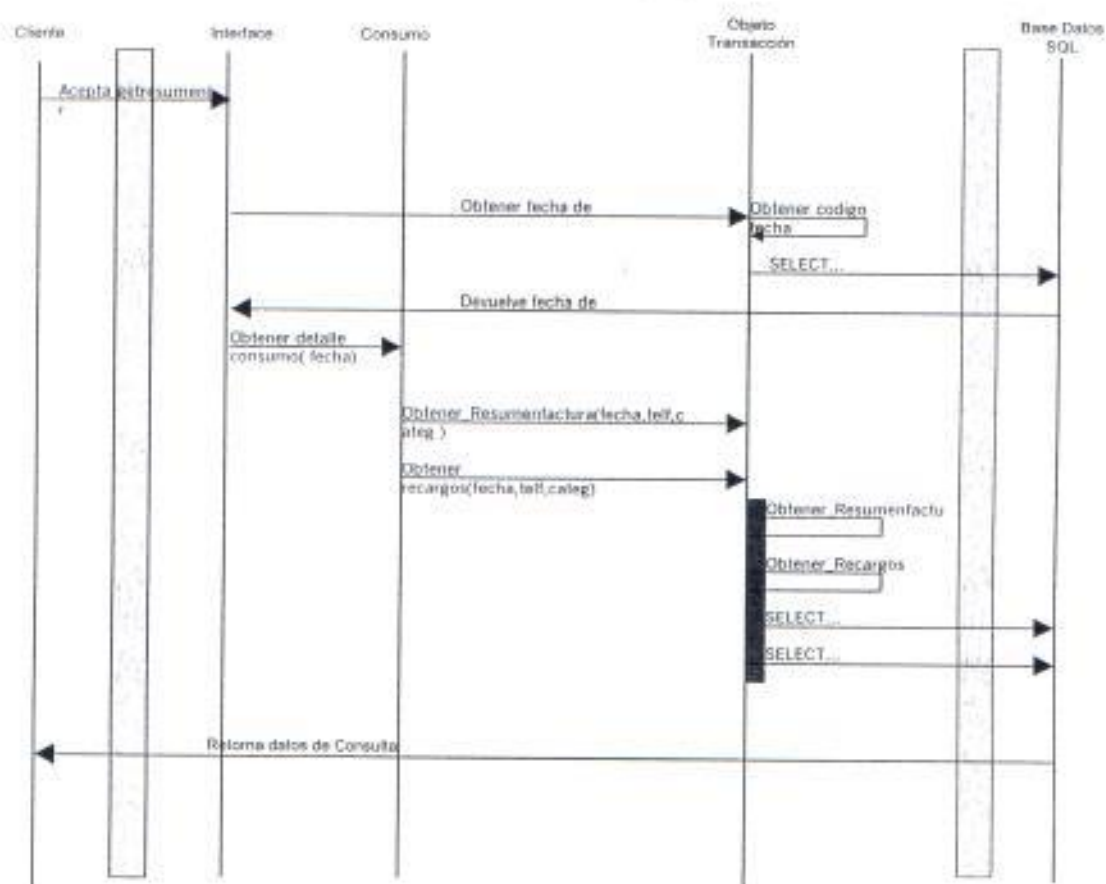 Cliente
Interface
Consumo
Objeto
Transacción
Base Datos
SQL
Acepta
r
Obtener fecha de
Obtener codigo
fecha
SELECT...
Devuelve fecha de
Obtener detalle
consumo( fecha)
Obtener_Resumenfactura(fecha,telf,c
ateg )
Obtener
recargos(fecha,telf,categ)
Obtener_Resumenfactu
Obtener_Recargos
SELECT...
SELECT...
Retorna datos de Consulta